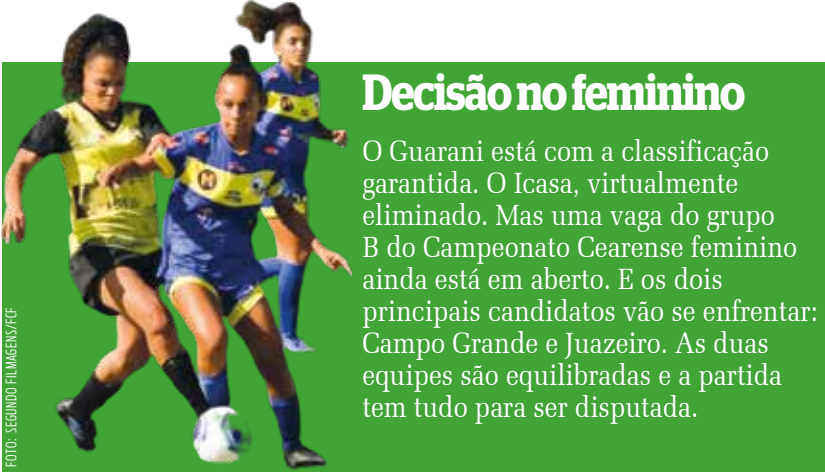 Decisão no feminino
O Guarani está com a classificação
garantida. O Icasa, virtualmente
eliminado. Mas uma vaga do grupo
B do Campeonato Cearense feminino
ainda está em aberto. E os dois
principais candidatos vão se enfrentar:
Campo Grande e Juazeiro. As duas
equipes são equilibradas e a partida
tem tudo para ser disputada.
FOTO: SEGUNDO FILMAGENS/FCF